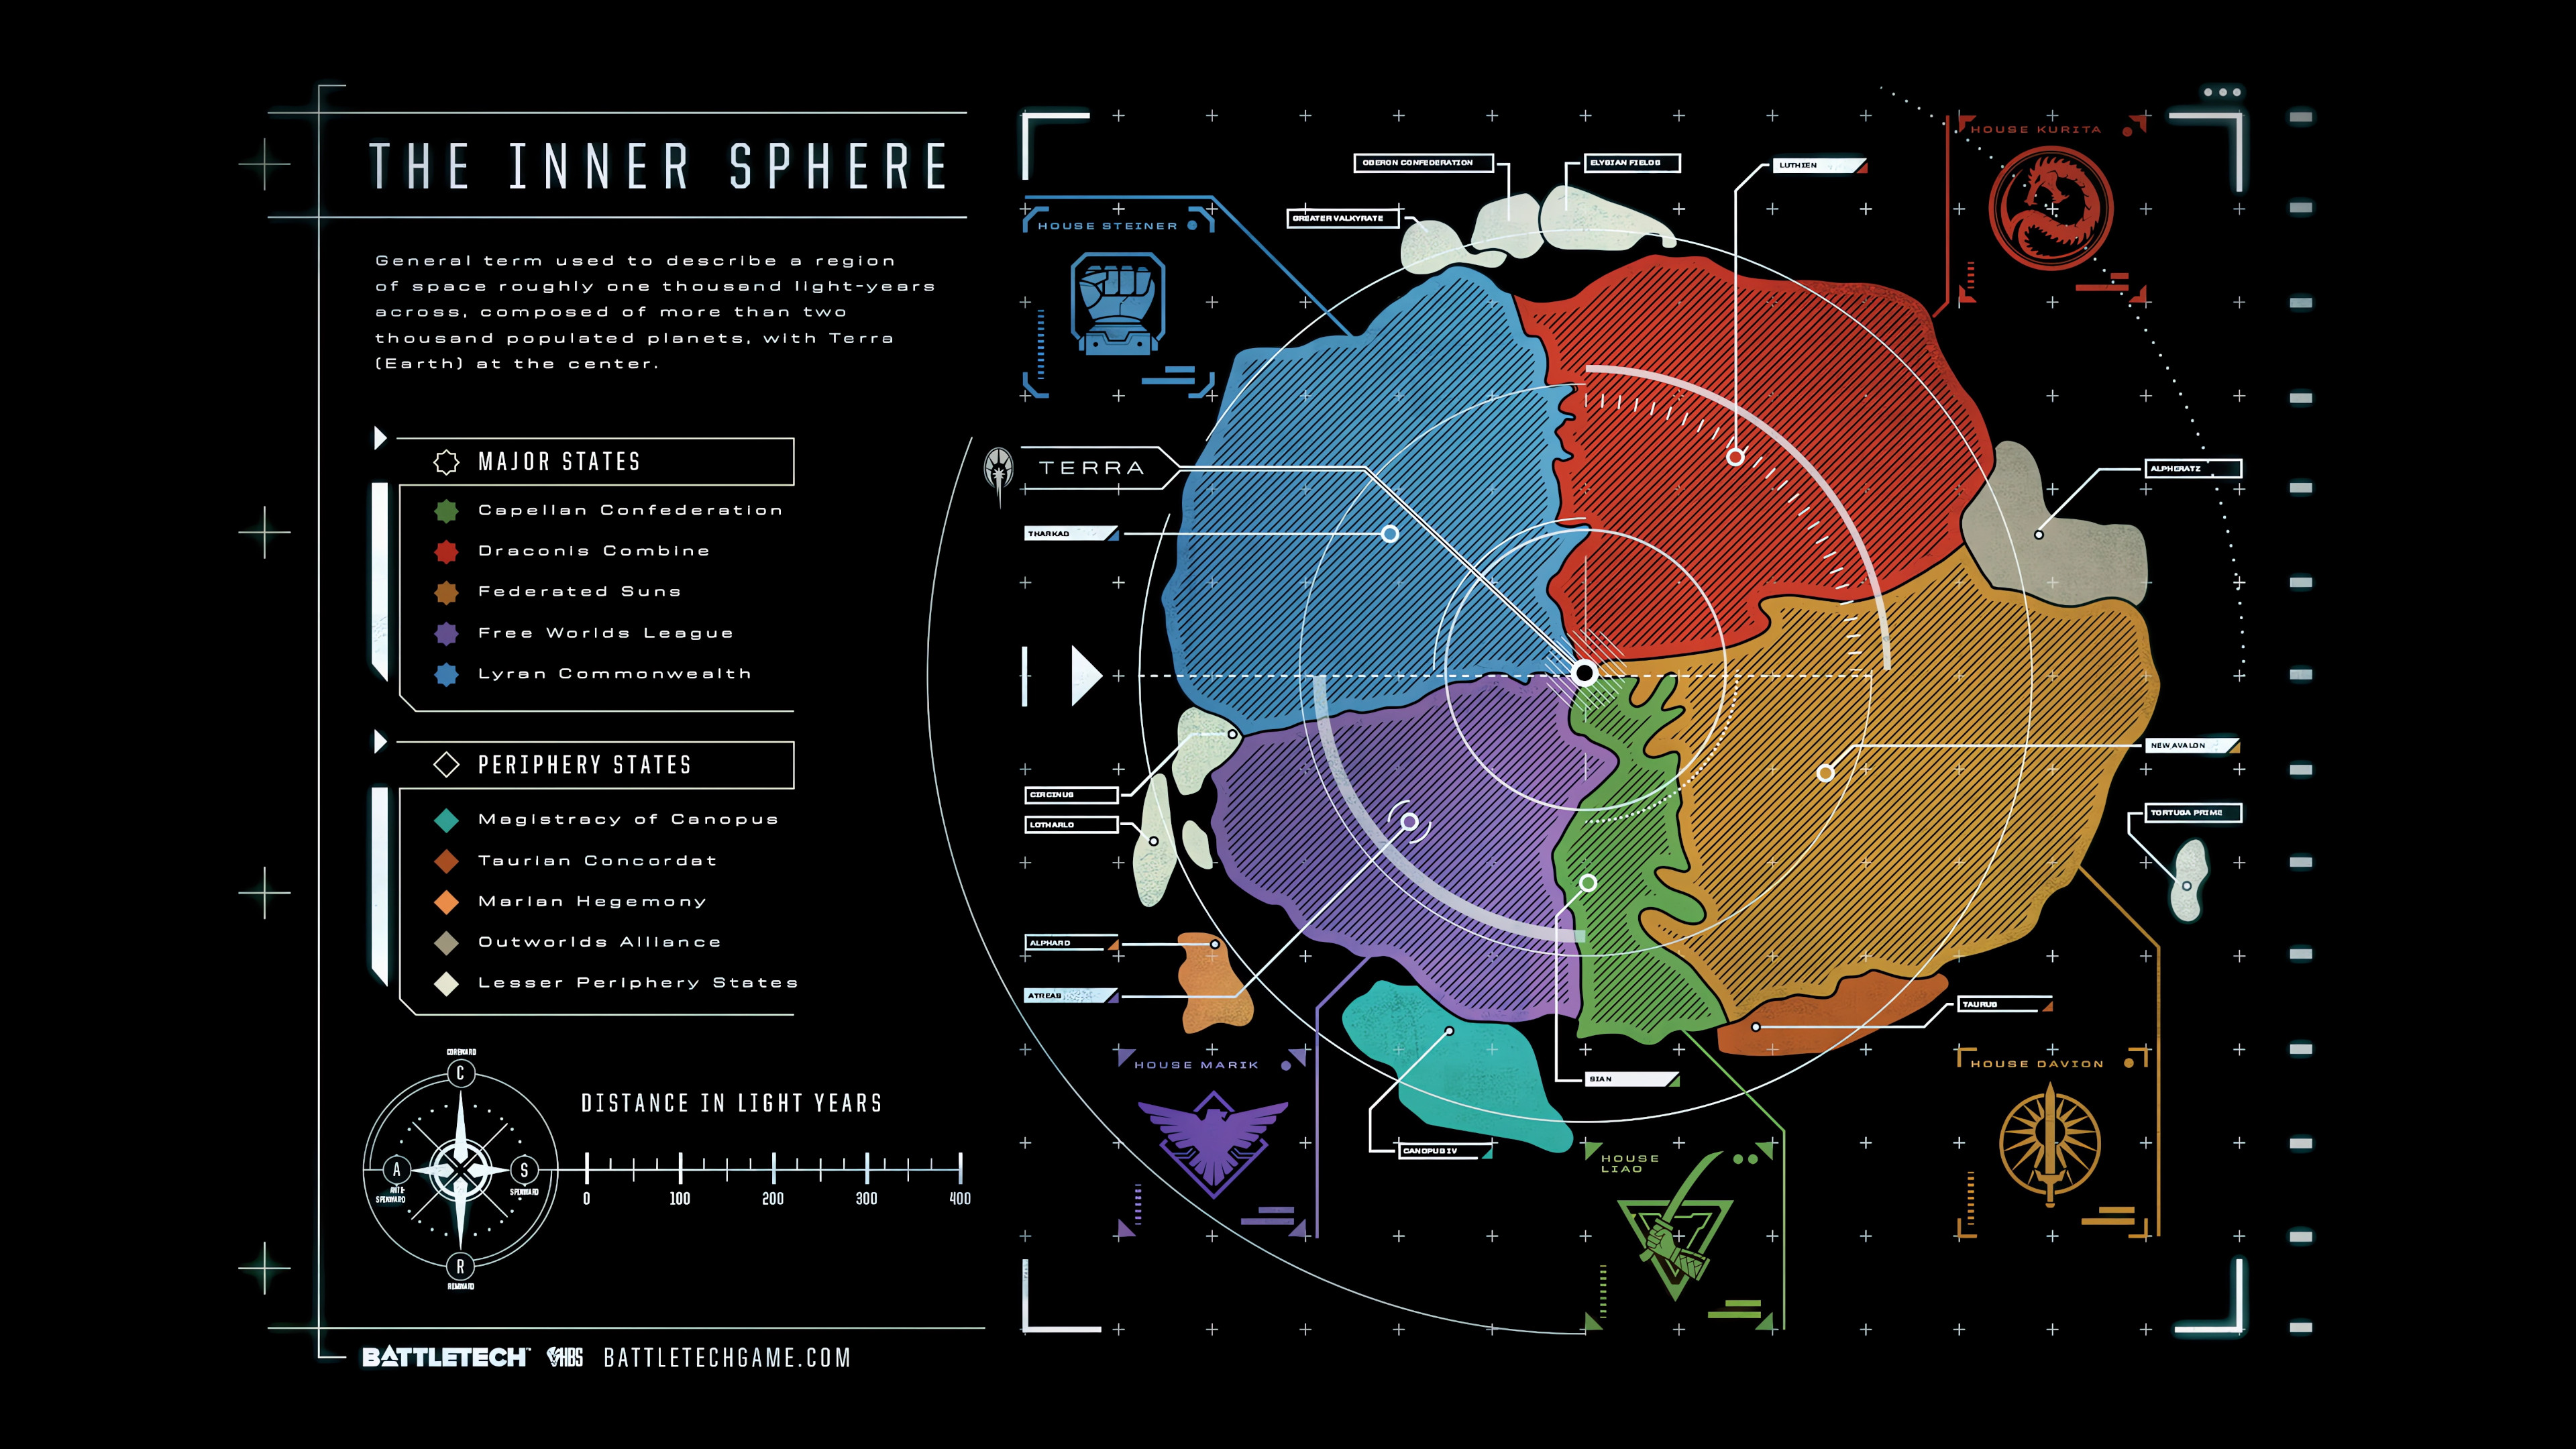 THE INNER SPHERE
General term used to describe a region
of space roughly one thousand light-years
across, composed of more than two
thousand populated planets, with Terra
(Earth) at the center.
MAJOR STATES
Capellan Confederation
Draconis Combine
Federated Suns
Free Worlds League
Lyran Commonwealth
PERIPHERY STATES
Magistracy of Canopus
Taurian Concordat
Marian Hegemony
Outworlds Alliance
Lesser Periphery States
COREWARD
C
A
ANTI-
SPINWARD
S
SPINWARD
R
RIMWARD
DISTANCE IN LIGHT YEARS
0 100 200 300 400
BATTLETECH HBS BATTLETECHGAME.COM
HOUSE STEINER
GREATER VALKYRATE
OBERON CONFEDERATION
ELYSIAN FIELDS
LUTHIEN
HOUSE KURITA
TERRA
THARKAD
ALPHERATZ
NEW AVALON
TORTUGA PRIME
CIRCINUS
LOTHARLO
ALPHARD
ATREAS
TAURUS
HOUSE MARIK
SIAN
CANOPUS IV
HOUSE
LIAO
HOUSE DAVION